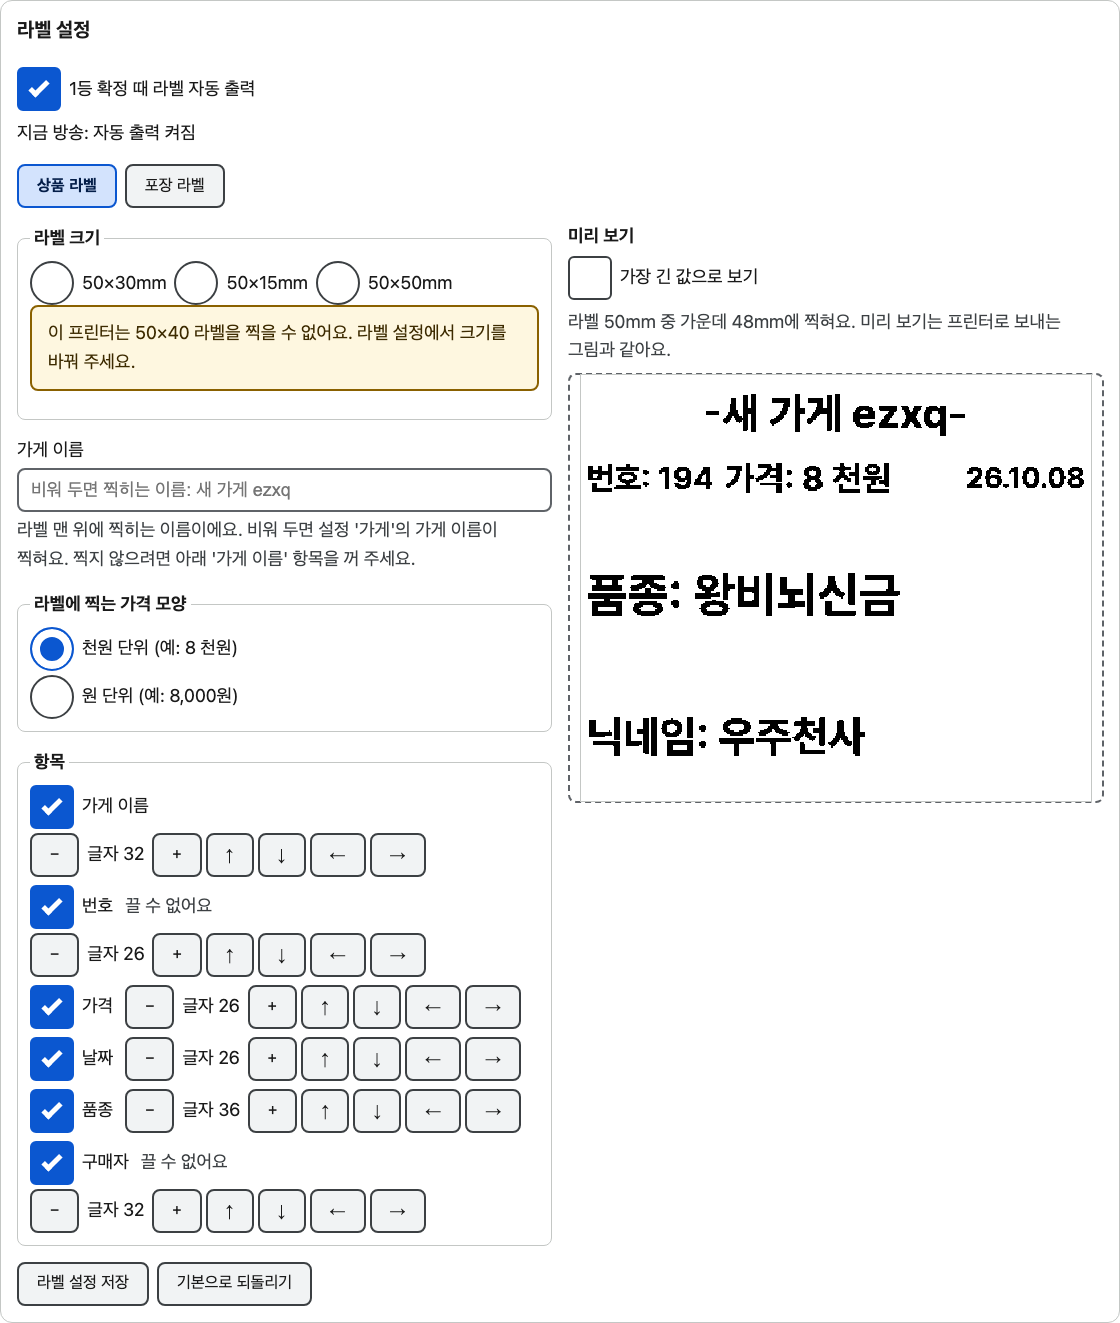 라벨 설정
1등 확정 때 라벨 자동 출력
지금 방송: 자동 출력 켜짐
상품 라벨
포장 라벨
라벨 크기
50×30mm 50×15mm 50×50mm
이 프린터는 50×40 라벨을 찍을 수 없어요. 라벨 설정에서 크기를
바꿔 주세요.
가게 이름
비워 두면 찍히는 이름: 새 가게 ezxq
라벨 맨 위에 찍히는 이름이에요. 비워 두면 설정 '가게'의 가게 이름이
찍혀요. 찍지 않으려면 아래 '가게 이름' 항목을 꺼 주세요.
라벨에 찍는 가격 모양
천원 단위 (예: 8 천원)
원 단위 (예: 8,000원)
항목
가게 이름
− 글자 32 + ↑ ↓ ← →
번호 끌 수 없어요
− 글자 26 + ↑ ↓ ← →
가격 − 글자 26 + ↑ ↓ ← →
날짜 − 글자 26 + ↑ ↓ ← →
품종 − 글자 36 + ↑ ↓ ← →
구매자 끌 수 없어요
− 글자 32 + ↑ ↓ ← →
라벨 설정 저장
기본으로 되돌리기
미리 보기
가장 긴 값으로 보기
라벨 50mm 중 가운데 48mm에 찍혀요. 미리 보기는 프린터로 보내는
그림과 같아요.
-새 가게 ezxq-
번호: 194 가격: 8 천원 26.10.08
품종: 왕비뇌신금
닉네임: 우주천사